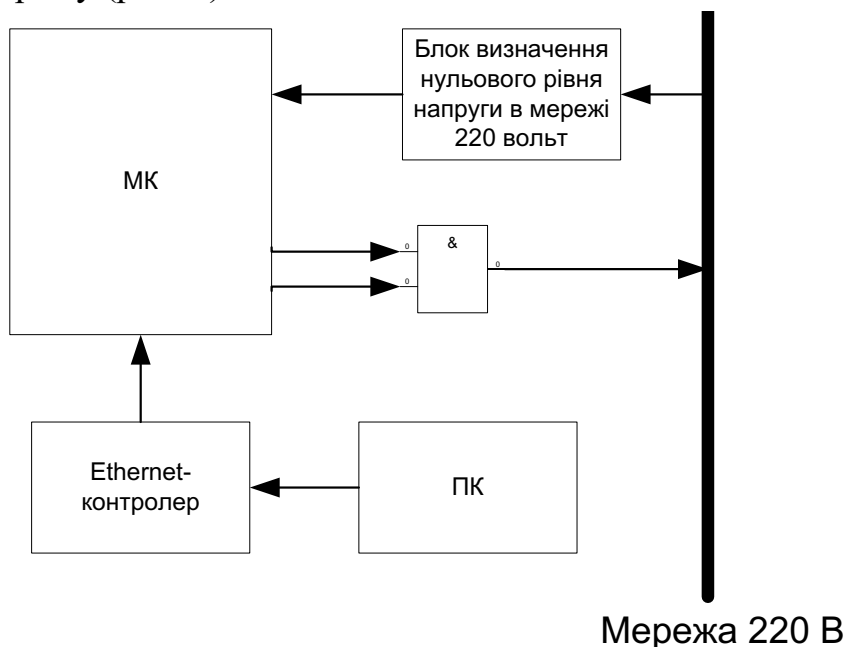 Блок визначення
нульового рівня
напруги в мережі
220 вольт
МК
&
0
0
0
Ethernet-
контролер
ПК
Мережа 220 В